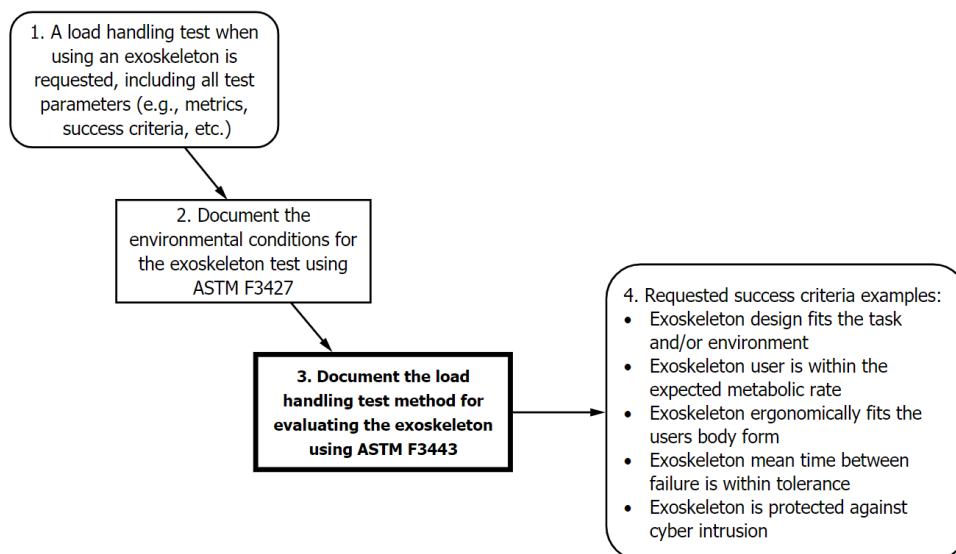 1. A load handling test when
using an exoskeleton is
requested, including all test
parameters (e.g., metrics,
success criteria, etc.)
2. Document the
environmental conditions for
the exoskeleton test using
ASTM F3427
3. Document the load
handling test method for
evaluating the exoskeleton
using ASTM F3443
4. Requested success criteria examples:
• Exoskeleton design fits the task
and/or environment
• Exoskeleton user is within the
expected metabolic rate
• Exoskeleton ergonomically fits the
users body form
• Exoskeleton mean time between
failure is within tolerance
• Exoskeleton is protected against
cyber intrusion